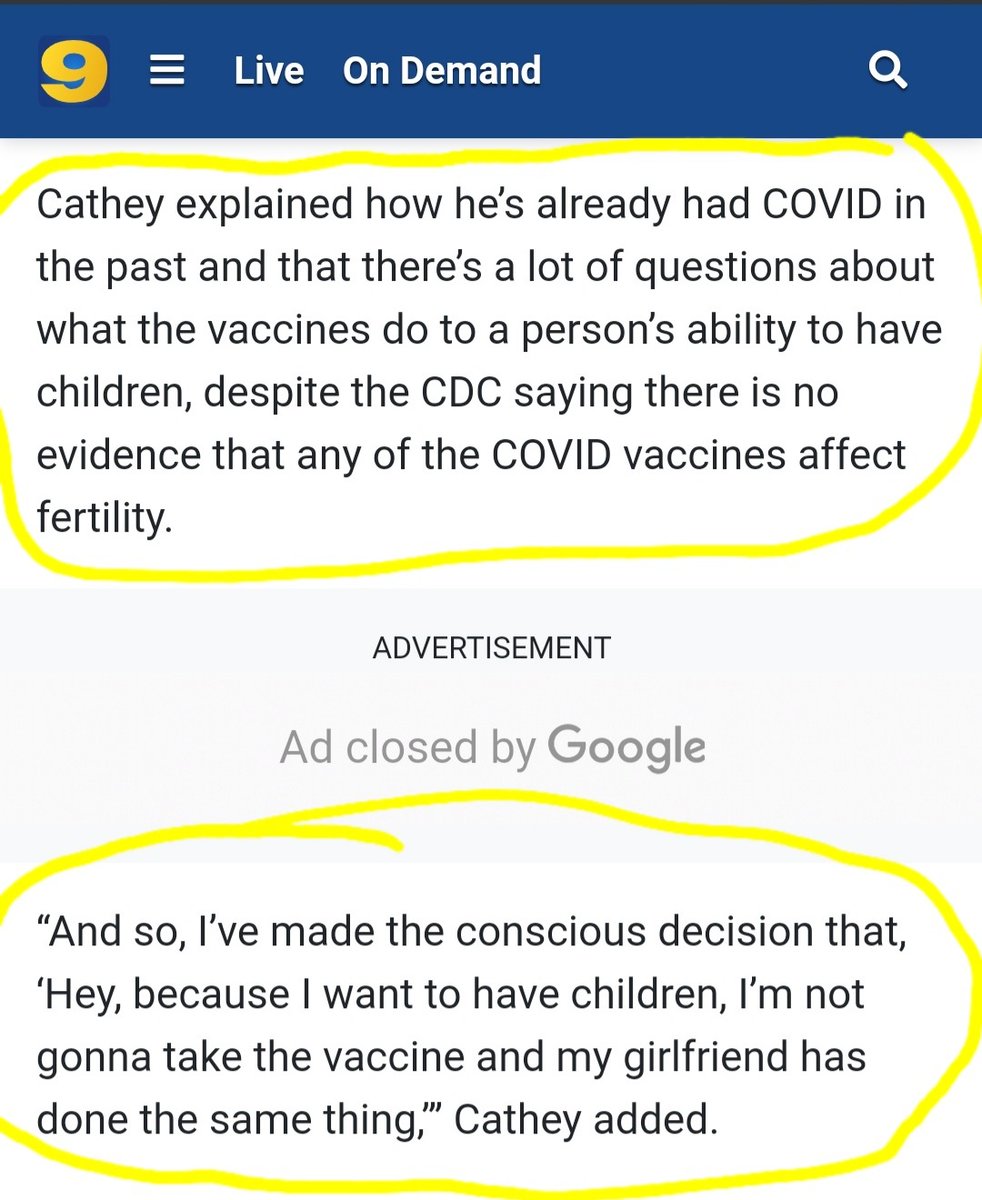 9 Live On Demand
Cathey explained how he’s already had COVID in
the past and that there’s a lot of questions about
what the vaccines do to a person’s ability to have
children, despite the CDC saying there is no
evidence that any of the COVID vaccines affect
fertility.
ADVERTISEMENT
Ad closed by Google
“And so, I’ve made the conscious decision that,
‘Hey, because I want to have children, I’m not
gonna take the vaccine and my girlfriend has
done the same thing,’” Cathey added.